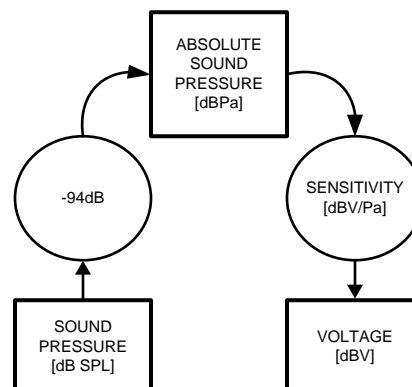 ABSOLUTE
SOUND
PRESSURE
[dBPa]
-94dB
SENSITIVITY
[dBV/Pa]
SOUND
PRESSURE
[dB SPL]
VOLTAGE
[dBV]